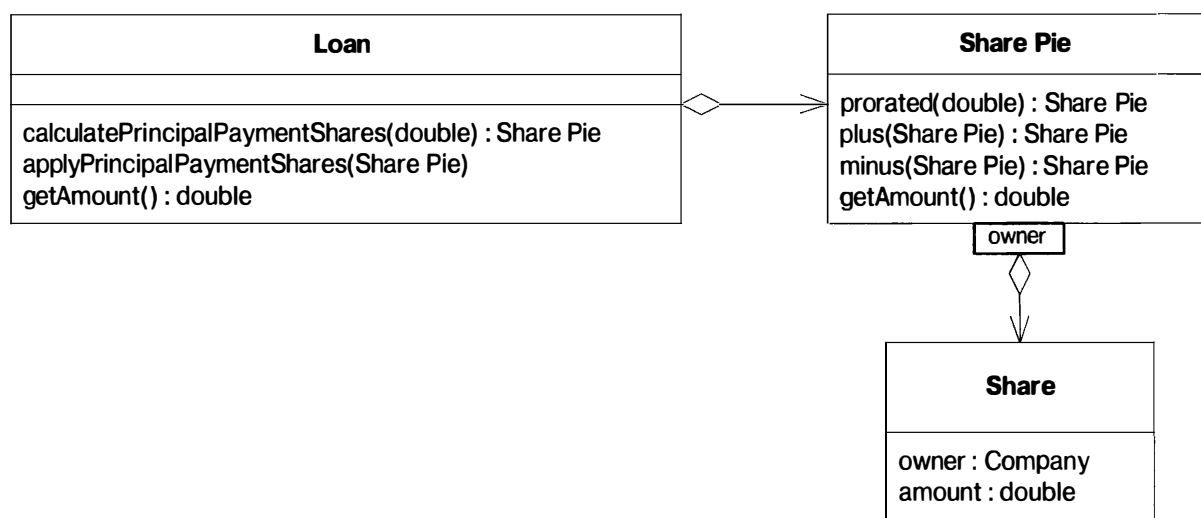 Loan
calculatePrincipalPaymentShares(double) : Share Pie
applyPrincipalPaymentShares(Share Pie)
getAmount() : double
Share Pie
prorated(double) : Share Pie
plus(Share Pie) : Share Pie
minus(Share Pie) : Share Pie
getAmount() : double
owner
Share
owner : Company
amount : double